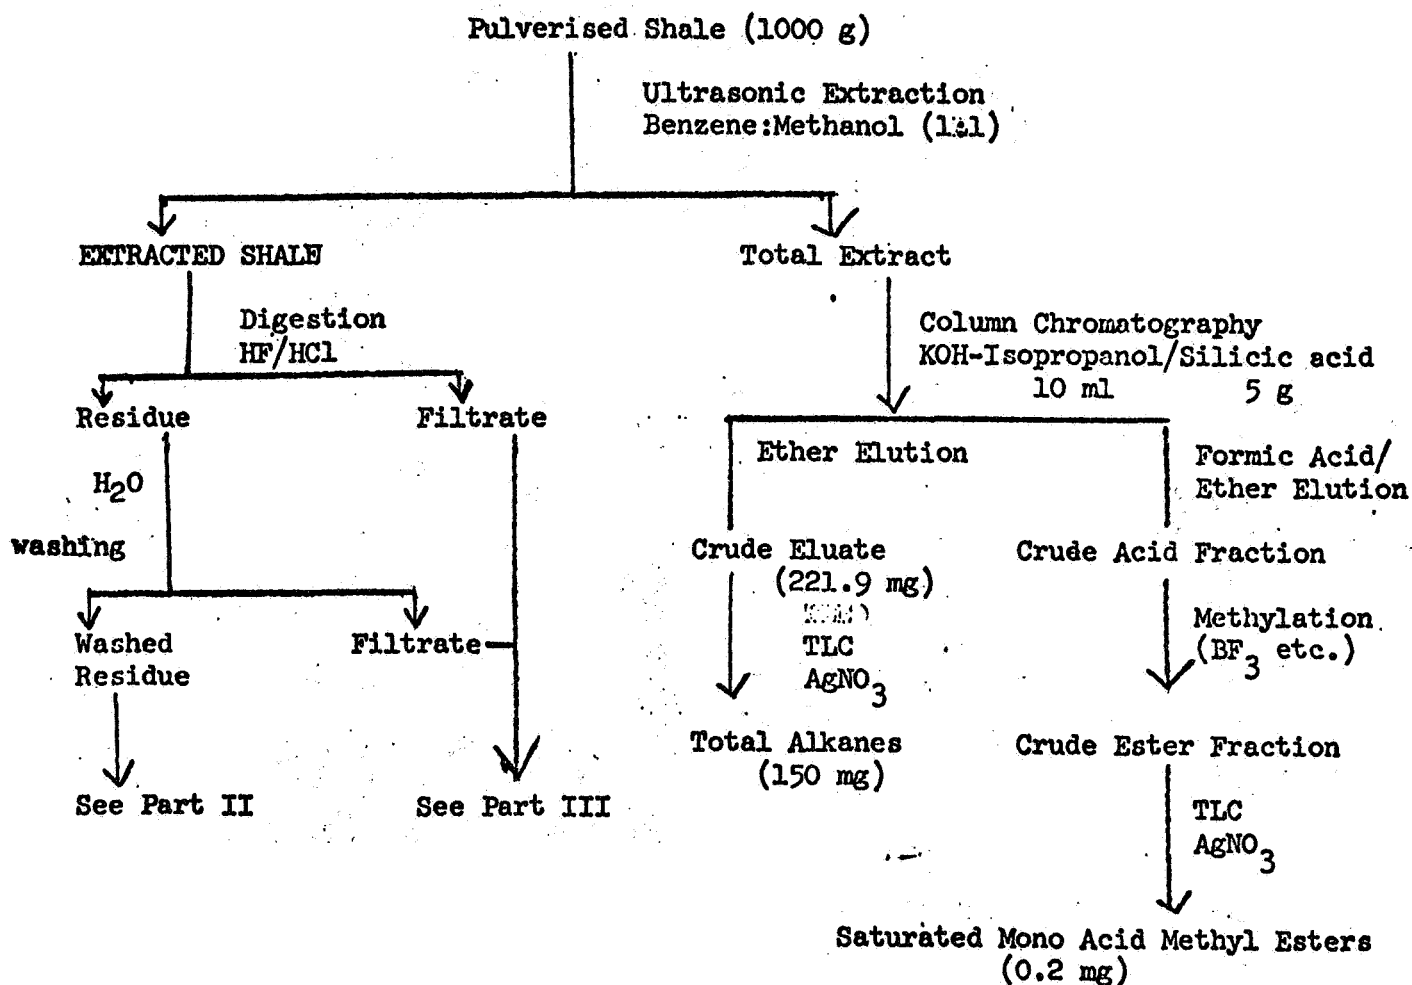 Pulverised Shale (1000 g)
Ultrasonic Extraction
Benzene:Methanol (1:1)
EXTRACTED SHALE
Total Extract
Digestion
HF/HCl
Column Chromatography
KOH-Isopropanol/Silicic acid
10 ml 5 g
Residue
Filtrate
Ether Elution
Formic Acid/
Ether Elution
H2O
washing
Crude Eluate
(221.9 mg)
TLC
AgNO3
Crude Acid Fraction
Methylation
(BF3 etc.)
Washed
Residue
Filtrate
Total Alkanes
(150 mg)
Crude Ester Fraction
See Part II
See Part III
TLC
AgNO3
Saturated Mono Acid Methyl Esters
(0.2 mg)